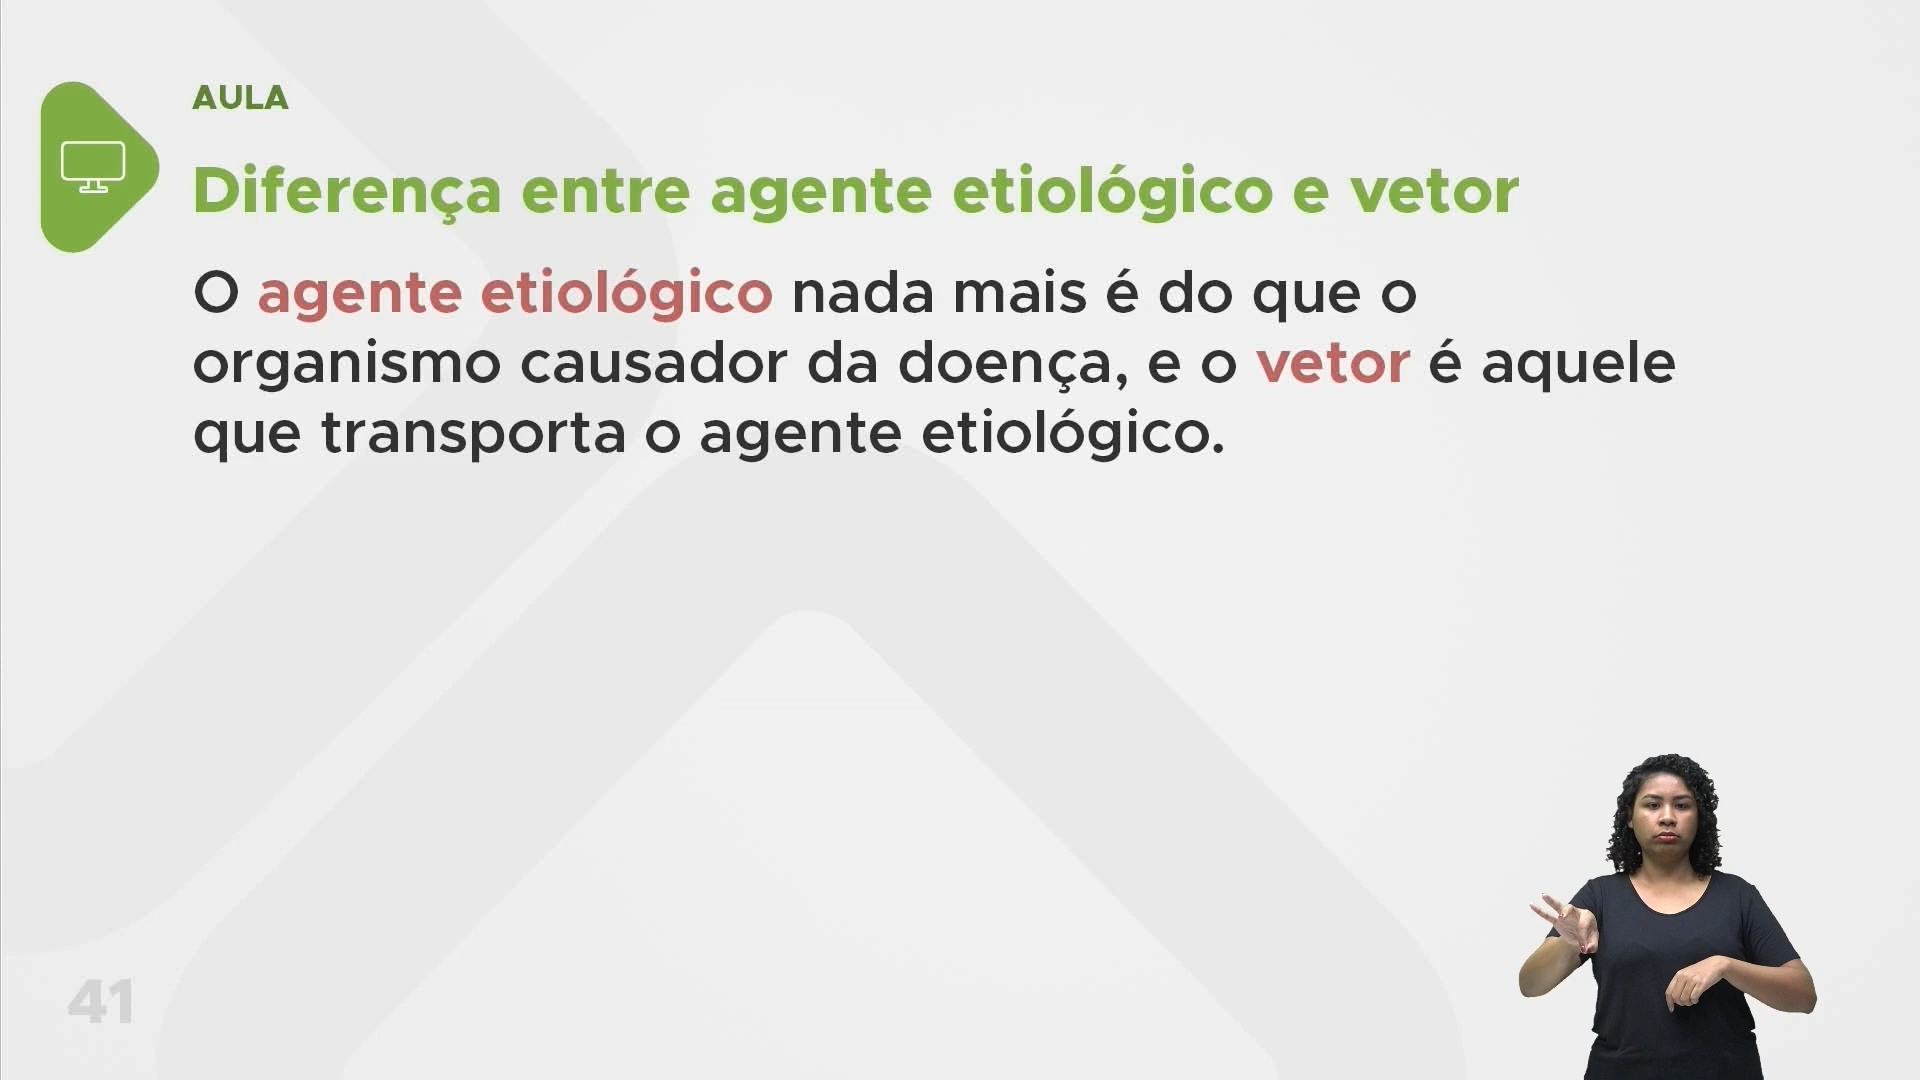 AULA
Diferença entre agente etiológico e vetor
O agente etiológico nada mais é do que o
organismo causador da doença, e o vetor é aquele
que transporta o agente etiológico.
41